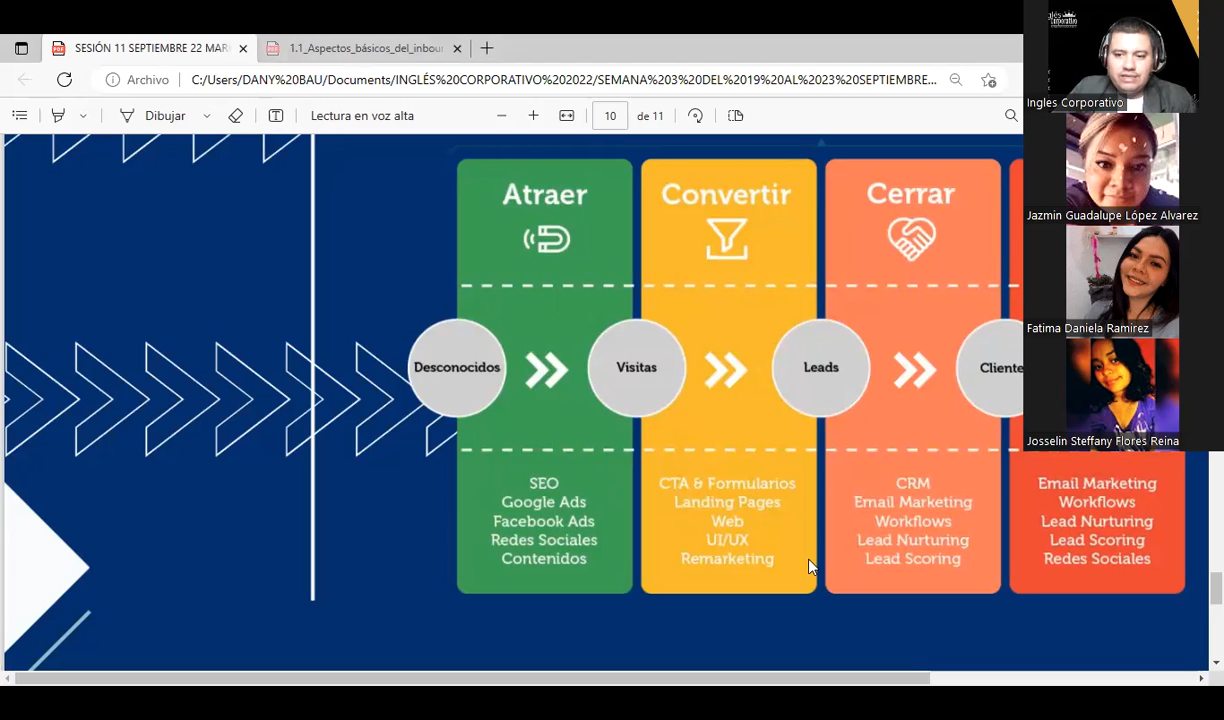 SESIÓN 11 SEPTIEMBRE 22 MAR
1.1_Aspectos_básicos_del_inbou
Archivo
C:/Users/DANY%20BAU/Documents/INGLÉS%20CORPORATIVO%202022/SEMANA%203%20DEL%2019%20AL%2023%20SEPTIEMBRE...
Dibujar
Lectura en voz alta
10
de 11
Atraer
Convertir
Cerrar
Desconocidos
Visitas
Leads
Cliente
SEO
Google Ads
Facebook Ads
Redes Sociales
Contenidos
CTA & Formularios
Landing Pages
Web
UI/UX
Remarketing
CRM
Email Marketing
Workflows
Lead Nurturing
Lead Scoring
Email Marketing
Workflows
Lead Nurturing
Lead Scoring
Redes Sociales
Ingles Corporativo
Jazmin Guadalupe López Alvarez
Fatima Daniela Ramirez
Josselin Steffany Flores Reina